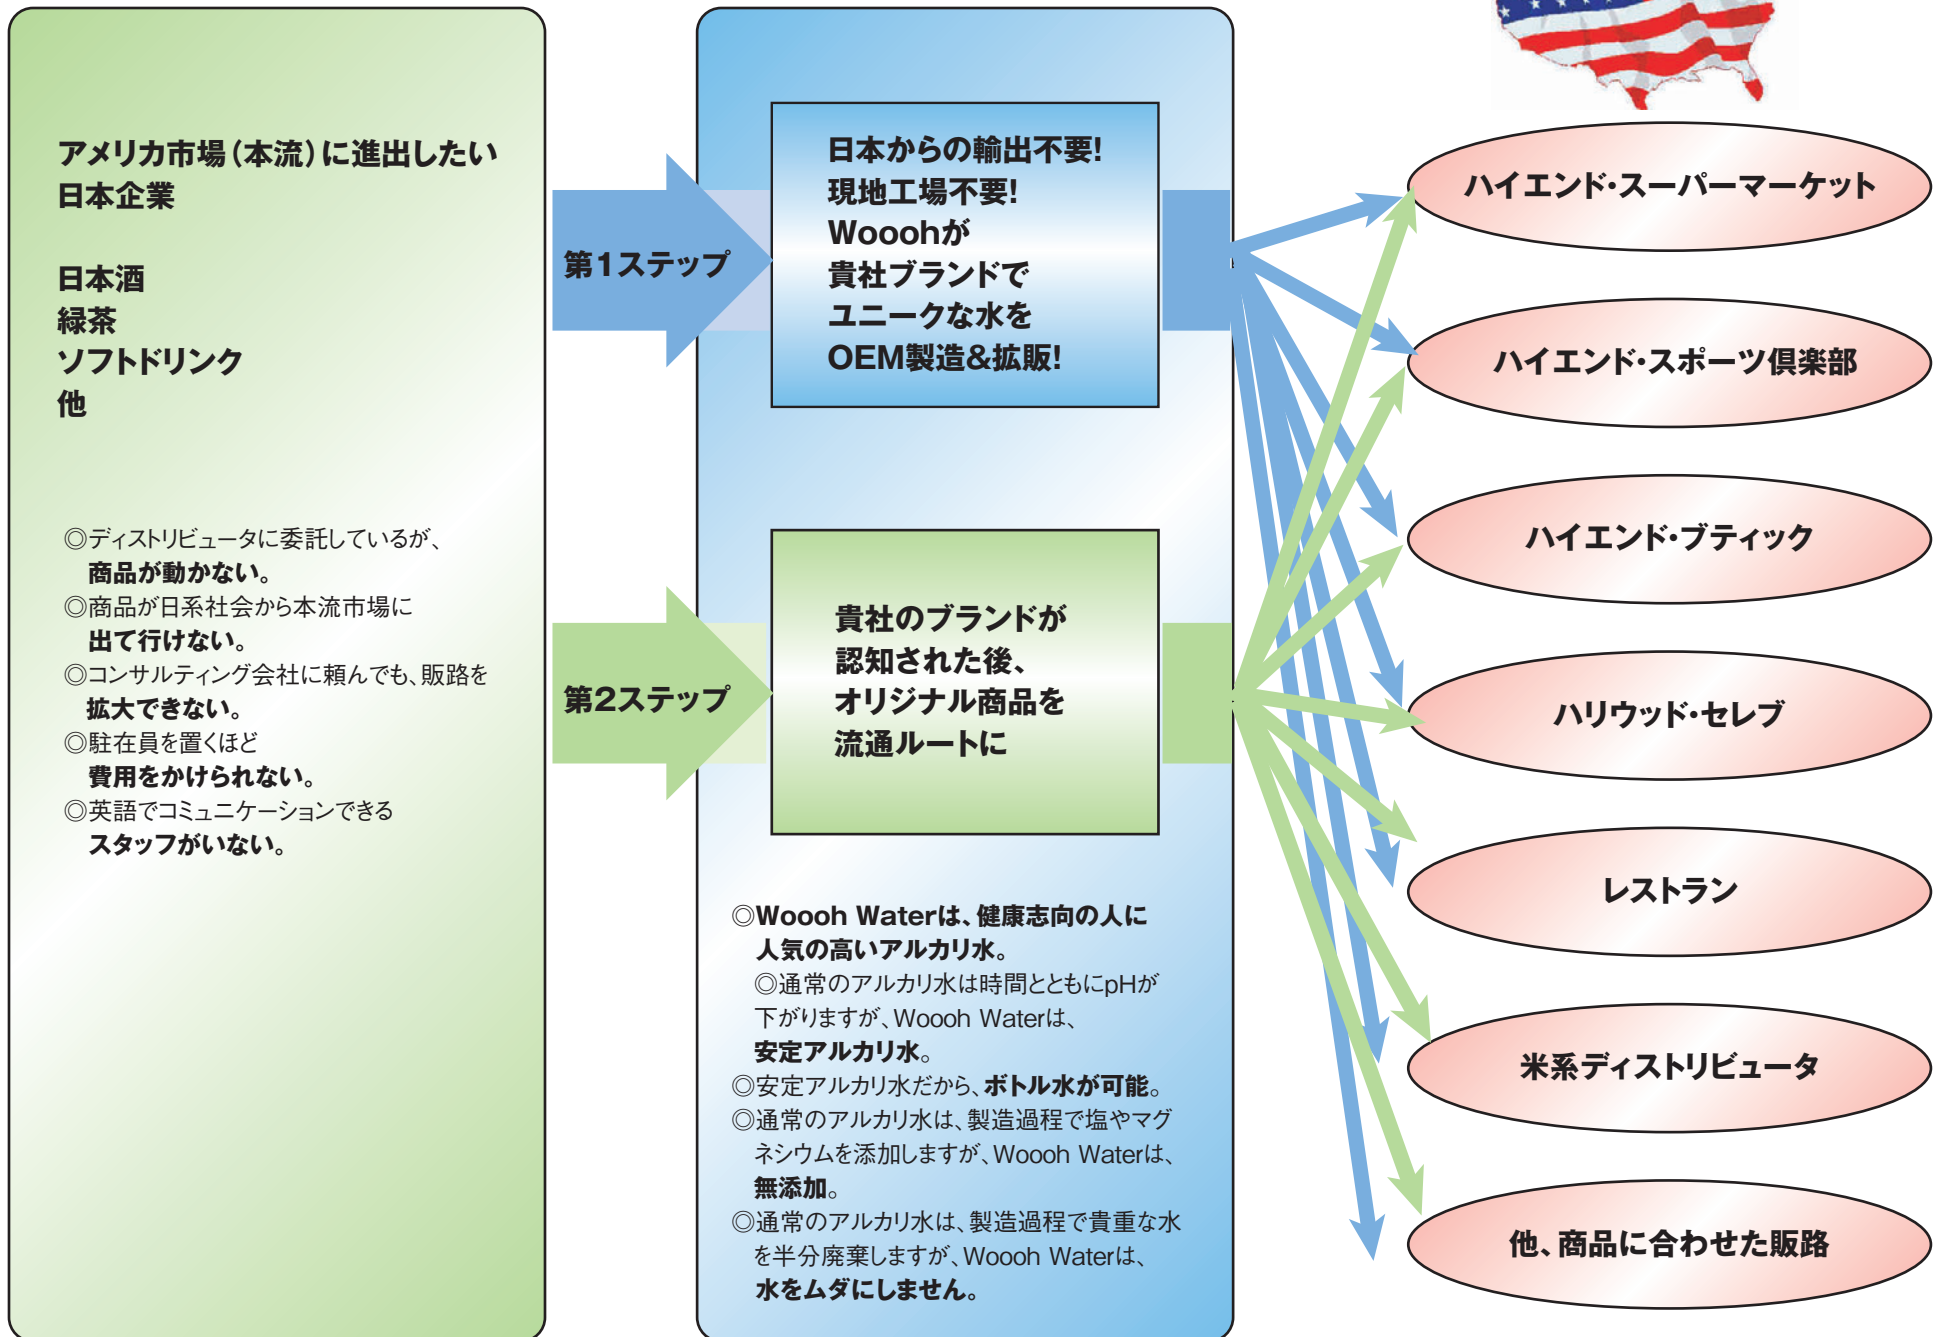 アメリカ市場(本流)に進出したい
日本企業
日本酒
緑茶
ソフトドリンク
他
◎ディストリビュータに委託しているが、
商品が動かない。
◎商品が日系社会から本流市場に
出て行けない。
◎コンサルティング会社に頼んでも、販路を
拡大できない。
◎駐在員を置くほど
費用をかけられない。
◎英語でコミュニケーションできる
スタッフがいない。
第1ステップ
第2ステップ
日本からの輸出不要!
現地工場不要!
Wooohが
貴社ブランドで
ユニークな水を
OEM製造&拡販!
貴社のブランドが
認知された後、
オリジナル商品を
流通ルートに
◎Woooh Waterは、健康志向の人に
人気の高いアルカリ水。
◎通常のアルカリ水は時間とともにpHが
下がりますが、Woooh Waterは、
安定アルカリ水。
◎安定アルカリ水だから、ボトル水が可能。
◎通常のアルカリ水は、製造過程で塩やマグ
ネシウムを添加しますが、Woooh Waterは、
無添加。
◎通常のアルカリ水は、製造過程で貴重な水
を半分廃棄しますが、Woooh Waterは、
水をムダにしません。
ハイエンド・スーパーマーケット
ハイエンド・スポーツ倶楽部
ハイエンド・ブティック
ハリウッド・セレブ
レストラン
米系ディストリビュータ
他、商品に合わせた販路